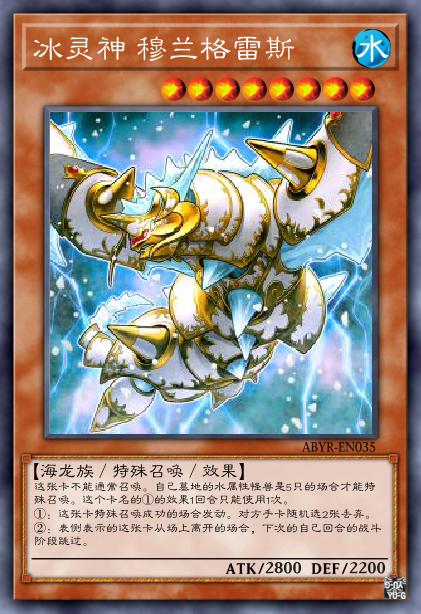 冰灵神 穆兰格雷斯
水
ABYR-EN035
【海龙族／特殊召唤／效果】
这张卡不能通常召唤。自己墓地的水属性怪兽是5只的场合才能特
殊召唤。这个卡名的①的效果1回合只能使用1次。
①：这张卡特殊召唤成功的场合发动。对方手卡随机选2张丢弃。
②：表侧表示的这张卡从场上离开的场合，下次的自己回合的战斗
阶段跳过。
ATK/2800 DEF/2200